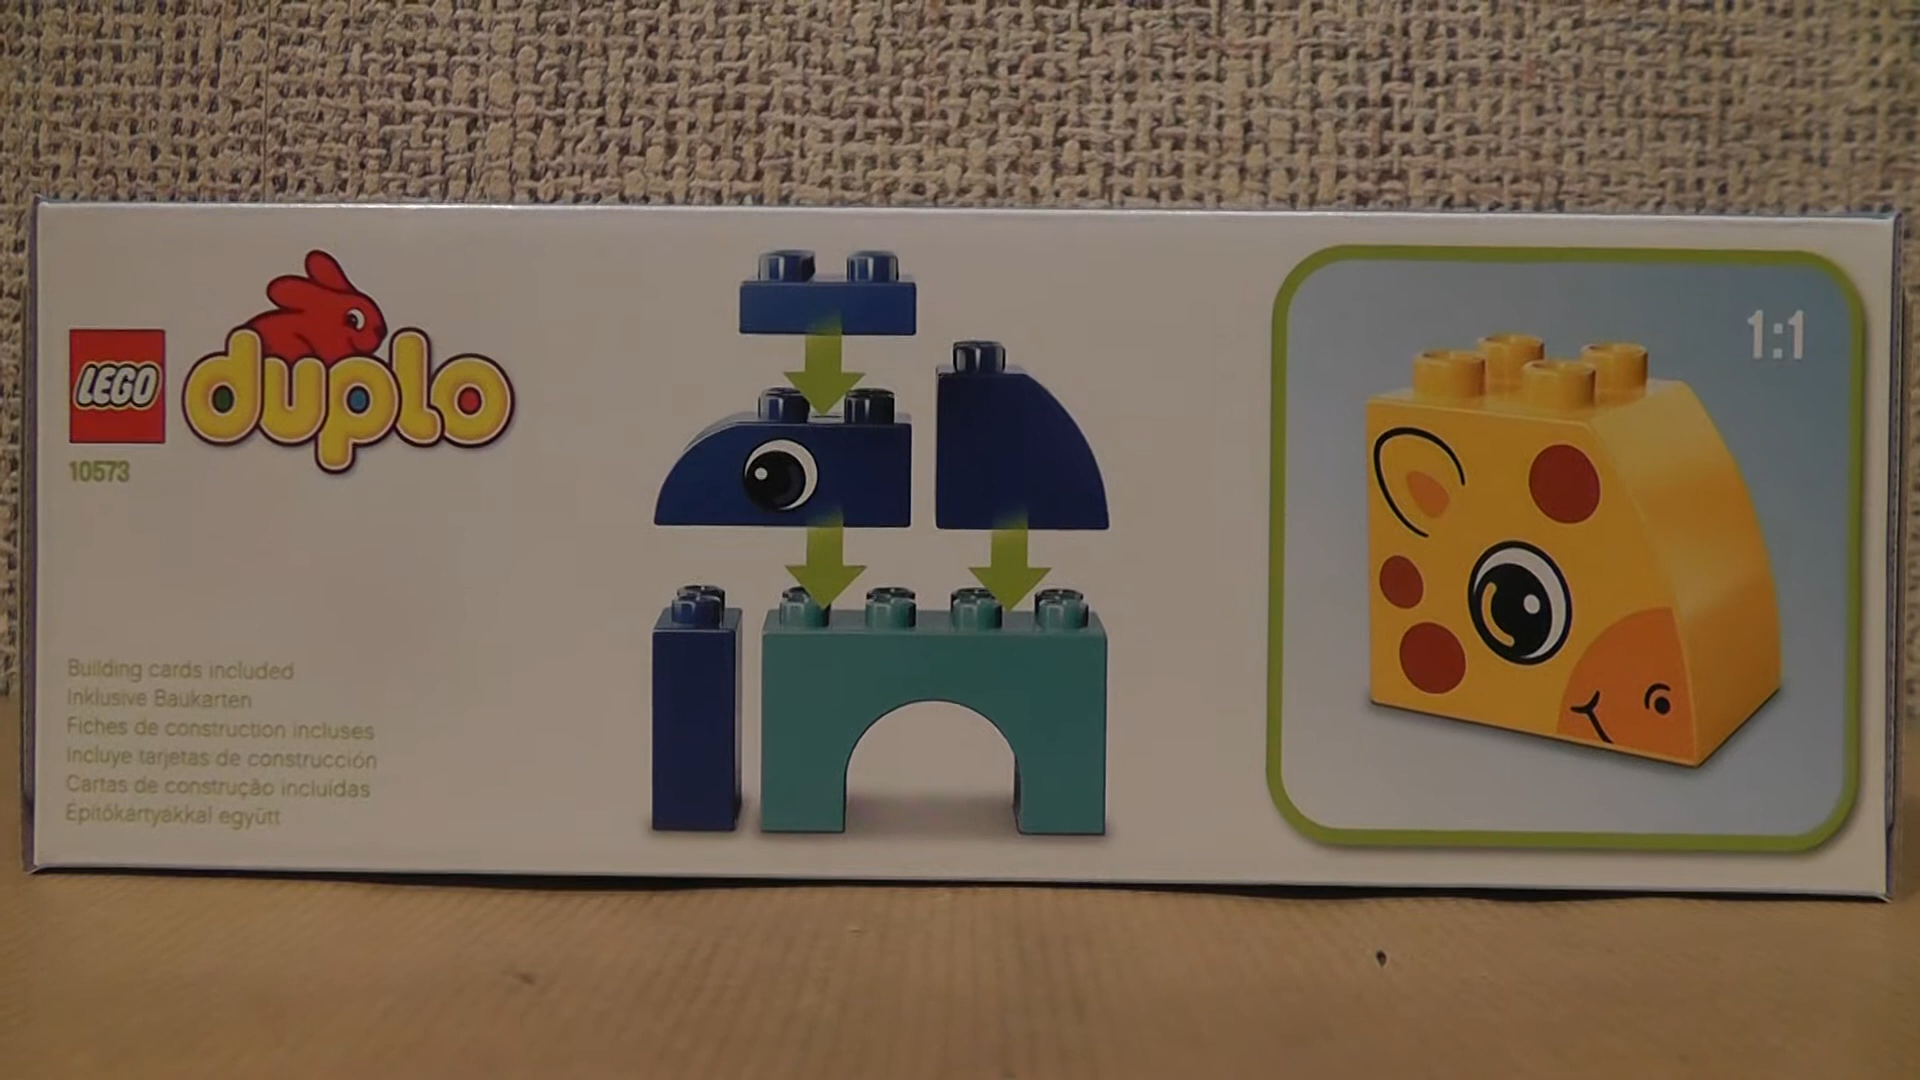 LEGO
duplo
10573
Building cards included
Inklusive Baukarten
Fiches de construction incluses
Incluye tarjetas de construcción
Cartas de construção incluídas
Építőkártyákkal együtt
1:1